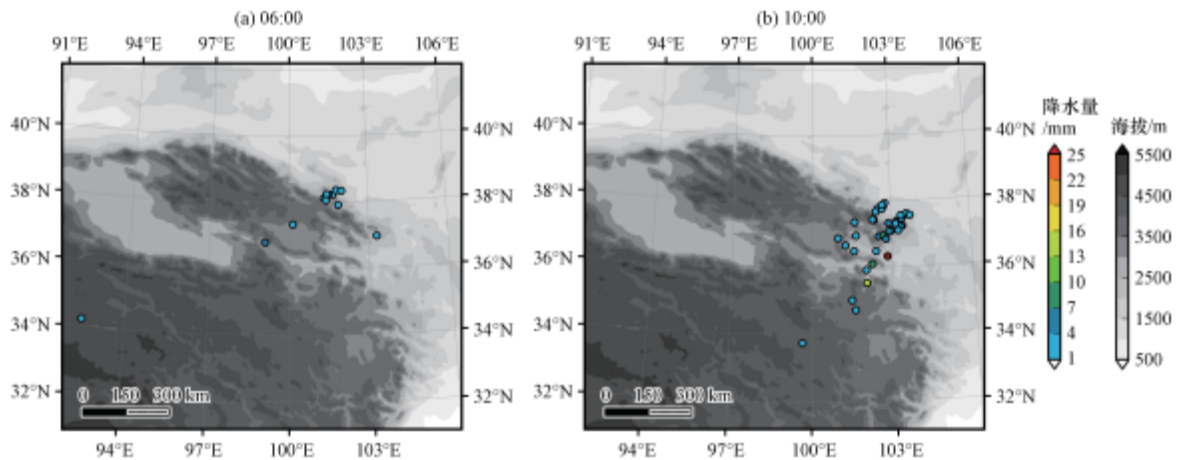 (a) 06:00
91°E 94°E 97°E 100°E 103°E 106°E
40°N 40°N
38°N 38°N
36°N 36°N
34°N 34°N
32°N 32°N
0 150 300 km
94°E 97°E 100°E 103°E
(b) 10:00
91°E 94°E 97°E 100°E 103°E 106°E
40°N 40°N
38°N 38°N
36°N 36°N
34°N 34°N
32°N 32°N
0 150 300 km
94°E 97°E 100°E 103°E
降水量
/mm
25
22
19
16
13
10
7
4
1
海拔/m
5500
4500
3500
2500
1500
500